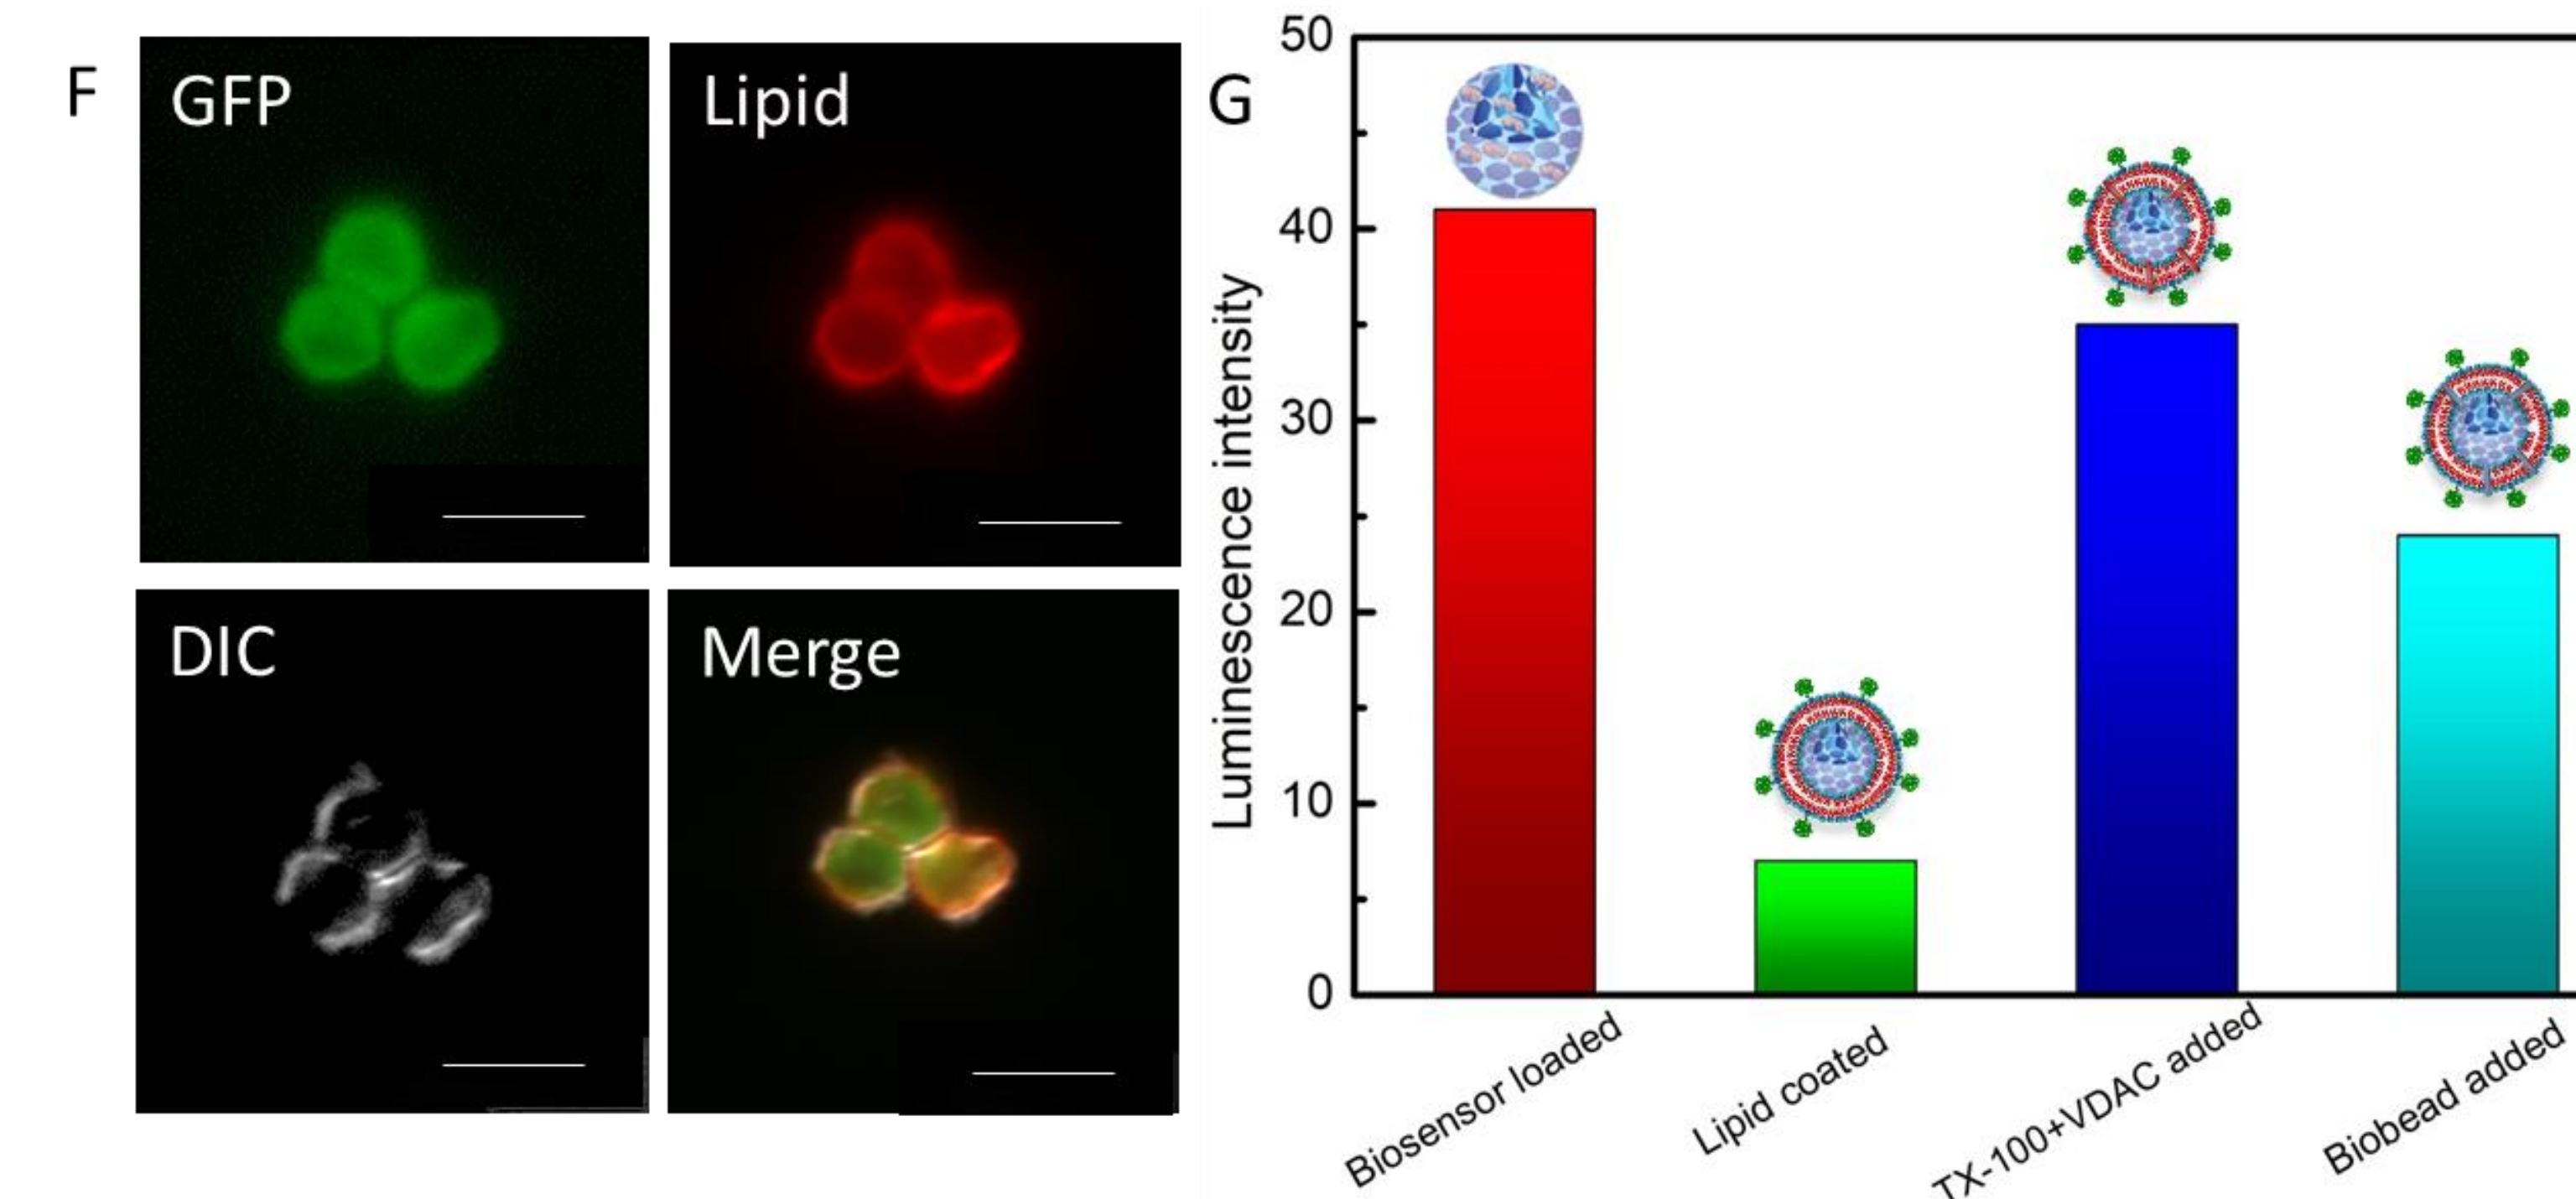 F
GFP
Lipid
DIC
Merge
G
Luminescence intensity
50
40
30
20
10
0
Biosensor loaded
Lipid coated
TX-100+VDAC added
Biobead added